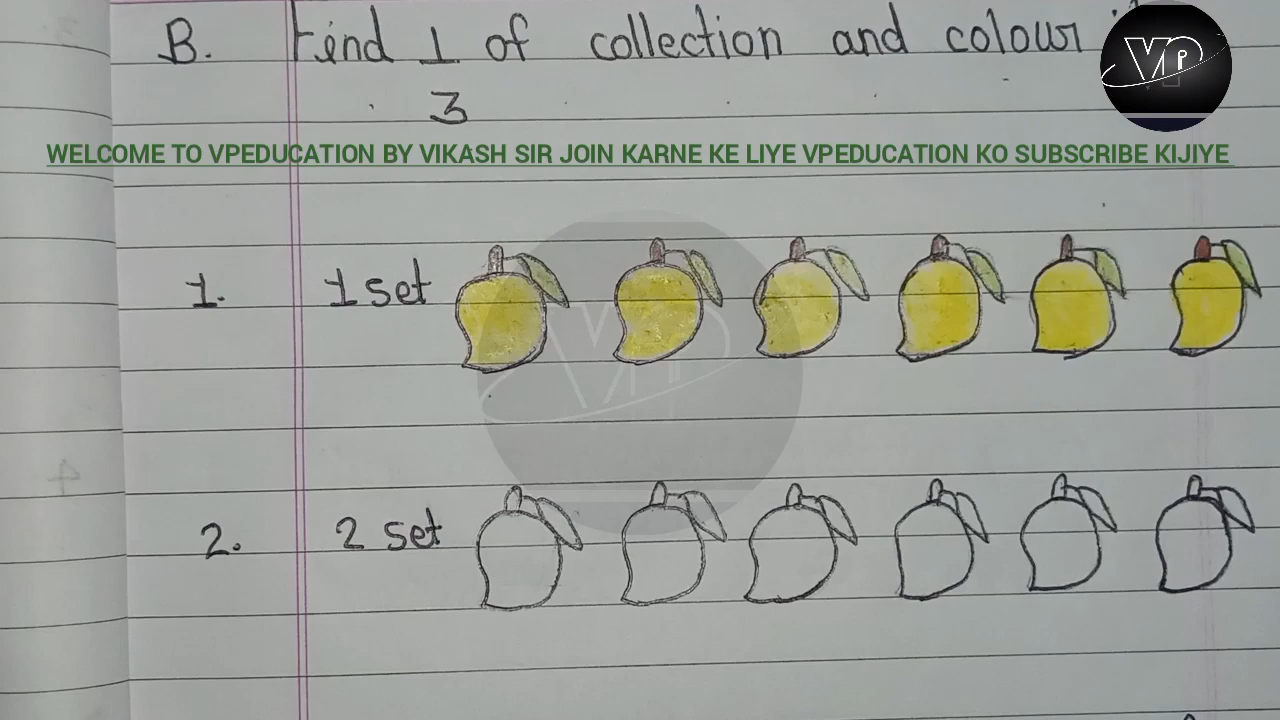 B. Find 1 of collection and colour
3
WELCOME TO VPEDUCATION BY VIKASH SIR JOIN KARNE KE LIYE VPEDUCATION KO SUBSCRIBE KIJIYE
1. 1 set
2. 2 set
VP